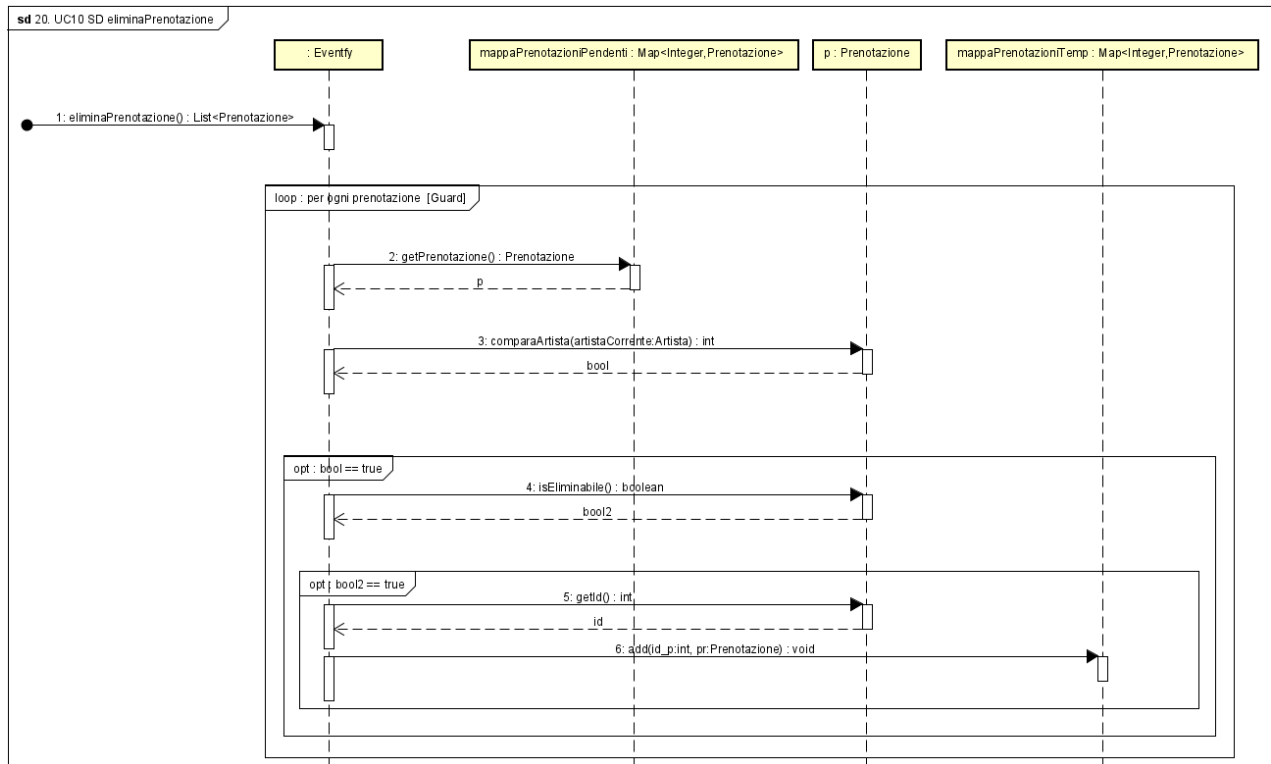 sd 20. UC10 SD eliminaPrenotazione
: Eventfy
mappaPrenotazioniPendenti : Map<Integer,Prenotazione>
p : Prenotazione
mappaPrenotazioniTemp : Map<Integer,Prenotazione>
1: eliminaPrenotazione() : List<Prenotazione>
loop : per ogni prenotazione [Guard]
2: getPrenotazione() : Prenotazione
p
3: comparaArtista(artistaCorrente:Artista) : int
bool
opt : bool == true
4: isEliminabile() : boolean
bool2
opt : bool2 == true
5: getId() : int
id
6: add(id_p:int, pr:Prenotazione) : void